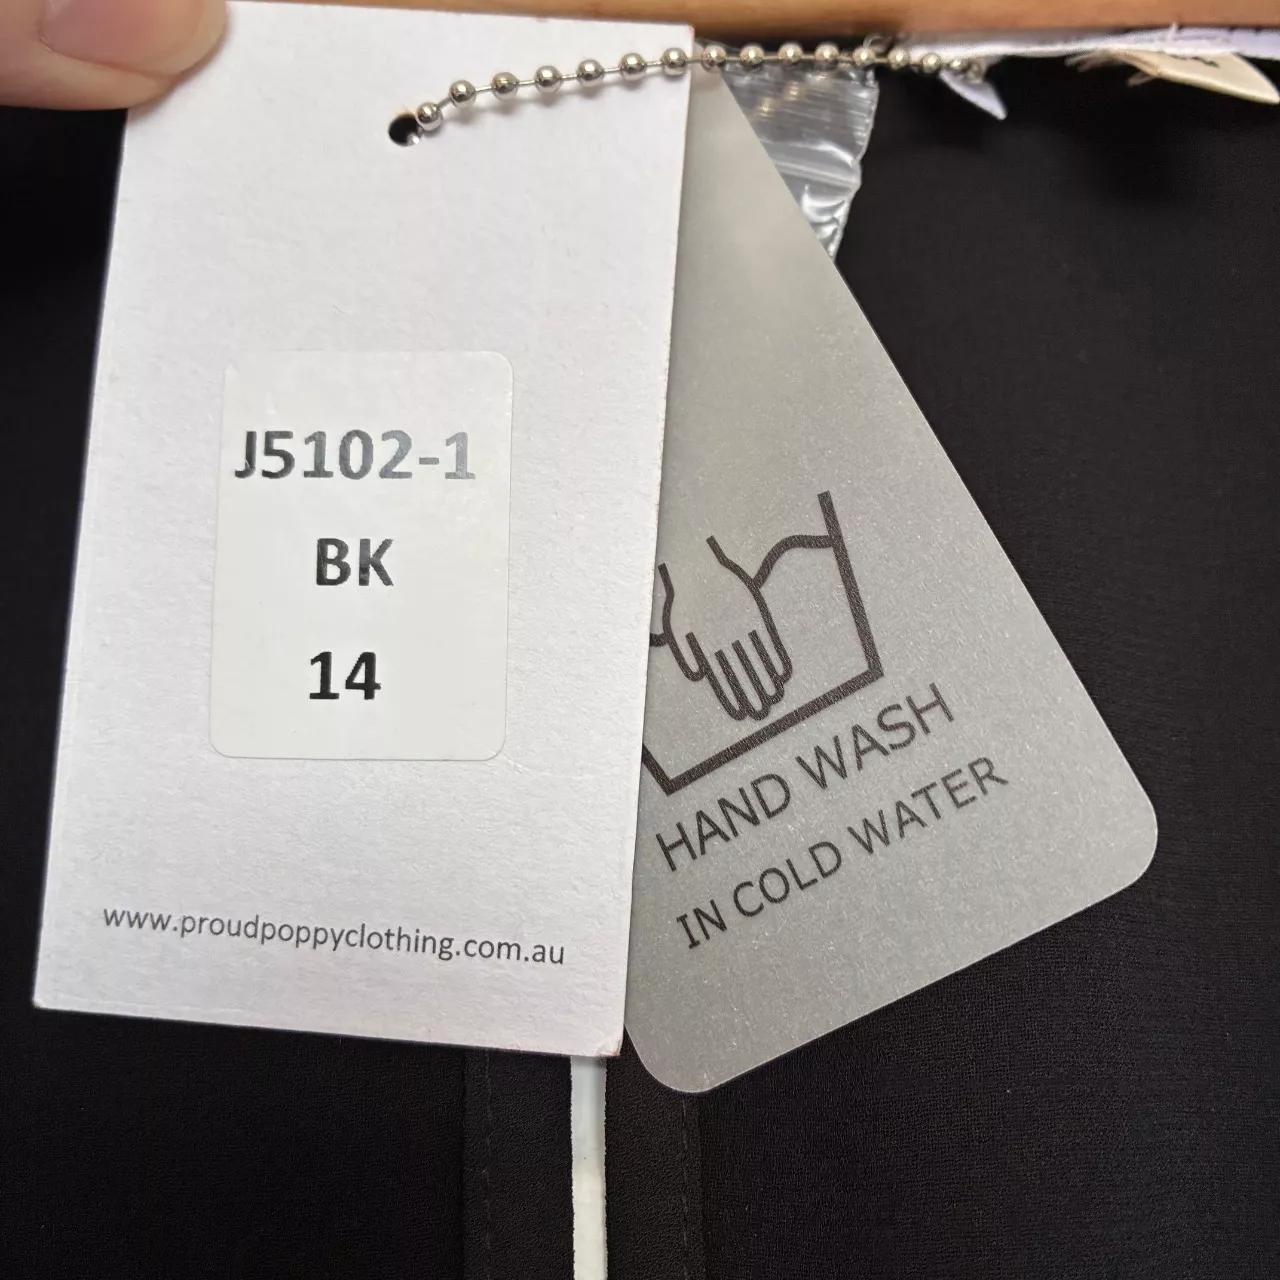 J5102-1
BK
14
www.proudpoppyclothing.com.au
HAND WASH
IN COLD WATER